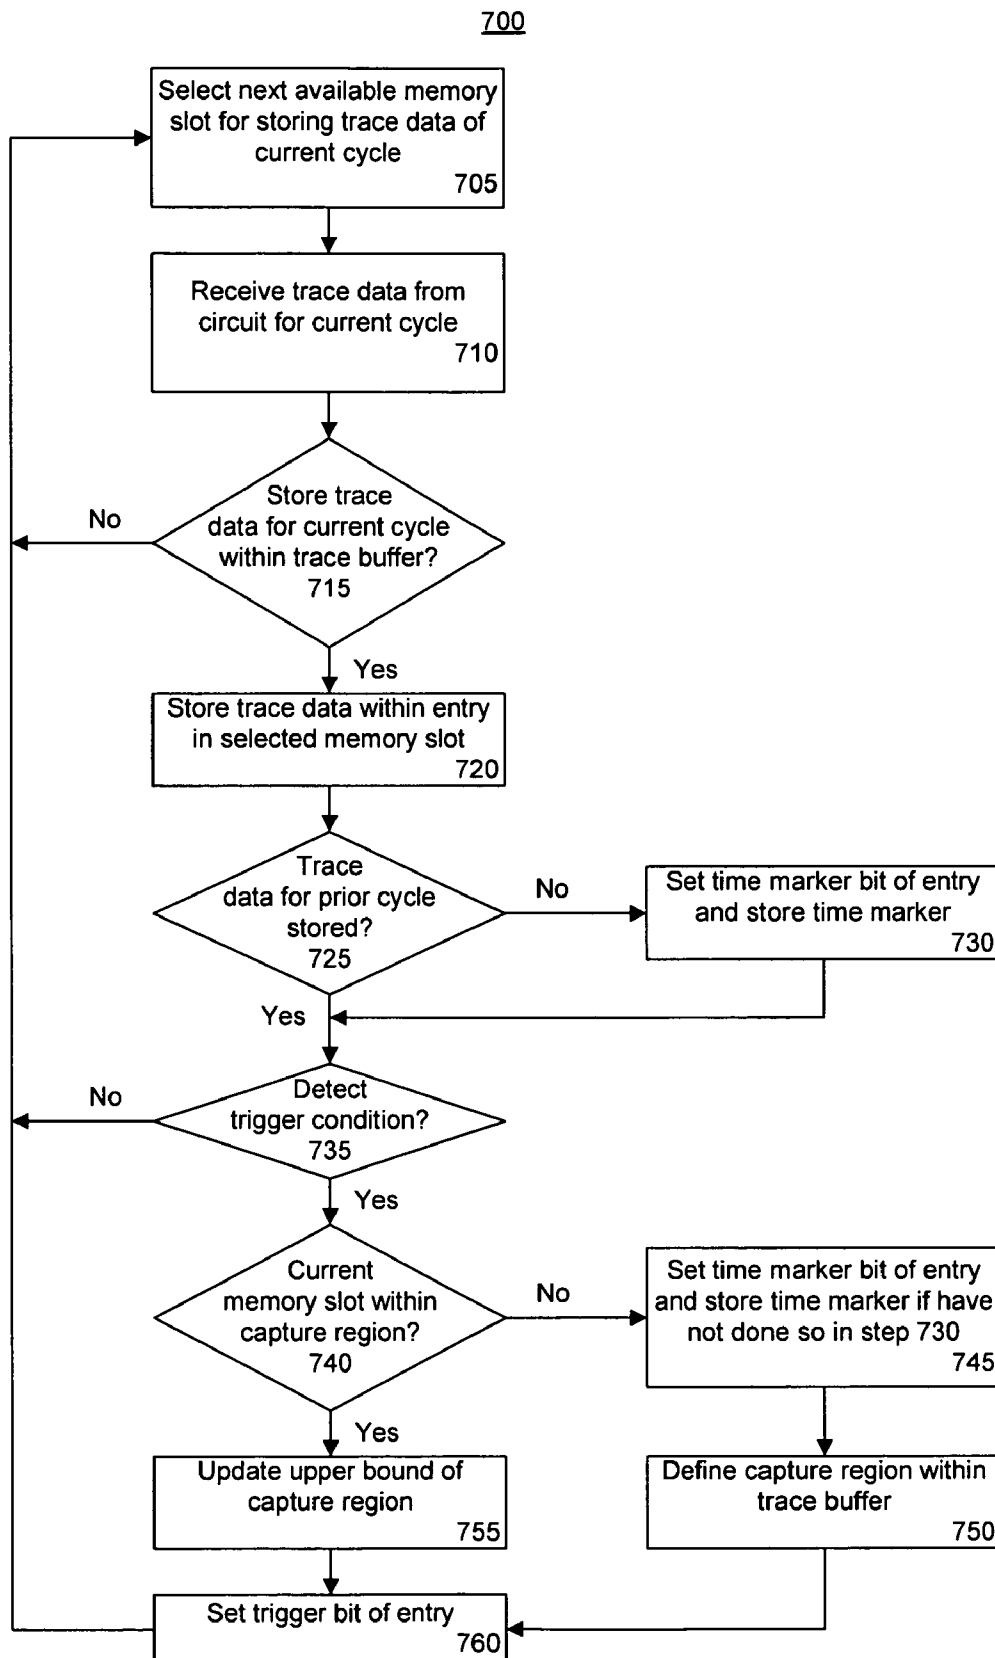 700
Select next available memory
slot for storing trace data of
current cycle
705
Receive trace data from
circuit for current cycle
710
Store trace
data for current cycle
within trace buffer?
715
No
Yes
Store trace data within entry
in selected memory slot
720
Trace
data for prior cycle
stored?
725
No
Set time marker bit of entry
and store time marker
730
Yes
Detect
trigger condition?
735
No
Yes
Current
memory slot within
capture region?
740
No
Set time marker bit of entry
and store time marker if have
not done so in step 730
745
Yes
Update upper bound of
capture region
755
Define capture region within
trace buffer
750
Set trigger bit of entry
760